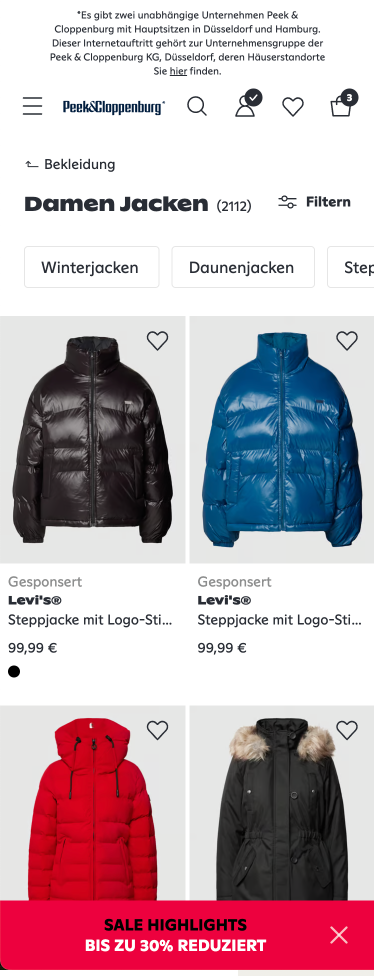 *Es gibt zwei unabhängige Unternehmen Peek &
Cloppenburg mit Hauptsitzen in Düsseldorf und Hamburg.
Dieser Internetauftritt gehört zur Unternehmensgruppe der
Peek & Cloppenburg KG, Düsseldorf, deren Häuserstandorte
Sie hier finden.
Peek&Cloppenburg*
3
Bekleidung
Damen Jacken (2112)
Filtern
Winterjacken
Daunenjacken
Step
Gesponsert
Levi's®
Steppjacke mit Logo-Sti...
99,99 €
Gesponsert
Levi's®
Steppjacke mit Logo-Sti...
99,99 €
SALE HIGHLIGHTS
BIS ZU 30% REDUZIERT